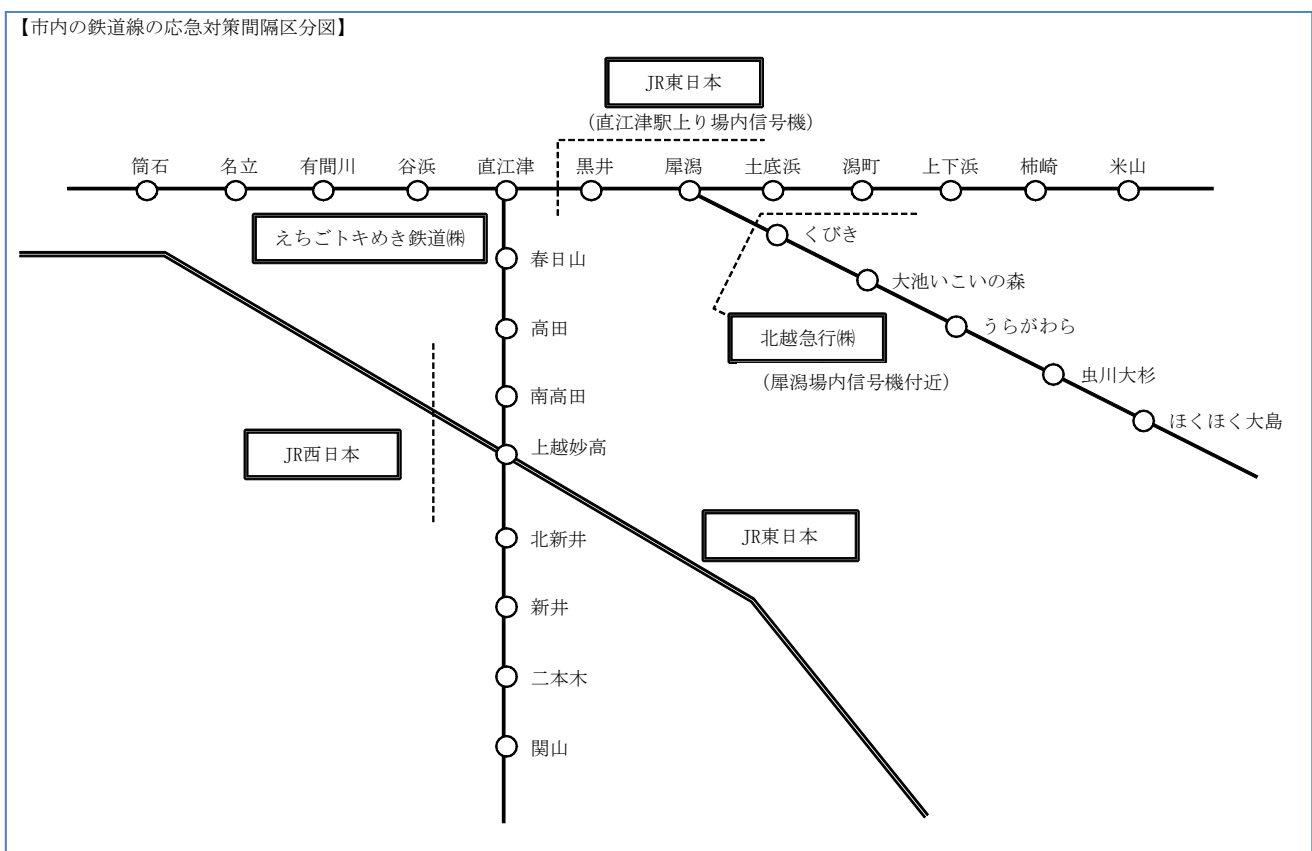 【市内の鉄道線の応急対策間隔区分図】
JR東日本
(直江津駅上り場内信号機)
筒石 名立 有間川 谷浜 直江津 黒井 犀潟 土底浜 潟町 上下浜 柿崎 米山
えちごトキめき鉄道㈱
くびき
春日山
大池いこいの森
高田
北越急行㈱
うらがわら
(犀潟場内信号機付近)
虫川大杉
南高田
ほくほく大島
上越妙高
JR西日本
北新井
JR東日本
新井
二本木
関山